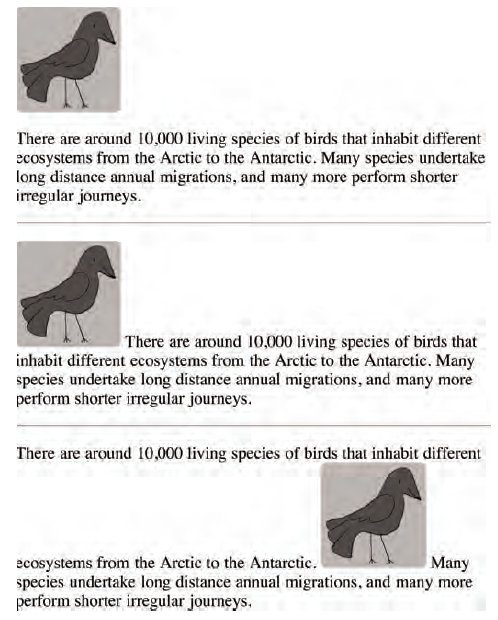 There are around 10,000 living species of birds that inhabit different
ecosystems from the Arctic to the Antarctic. Many species undertake
long distance annual migrations, and many more perform shorter
irregular journeys.
There are around 10,000 living species of birds that
inhabit different ecosystems from the Arctic to the Antarctic. Many
species undertake long distance annual migrations, and many more
perform shorter irregular journeys.
There are around 10,000 living species of birds that inhabit different
ecosystems from the Arctic to the Antarctic. Many
species undertake long distance annual migrations, and many more
perform shorter irregular journeys.